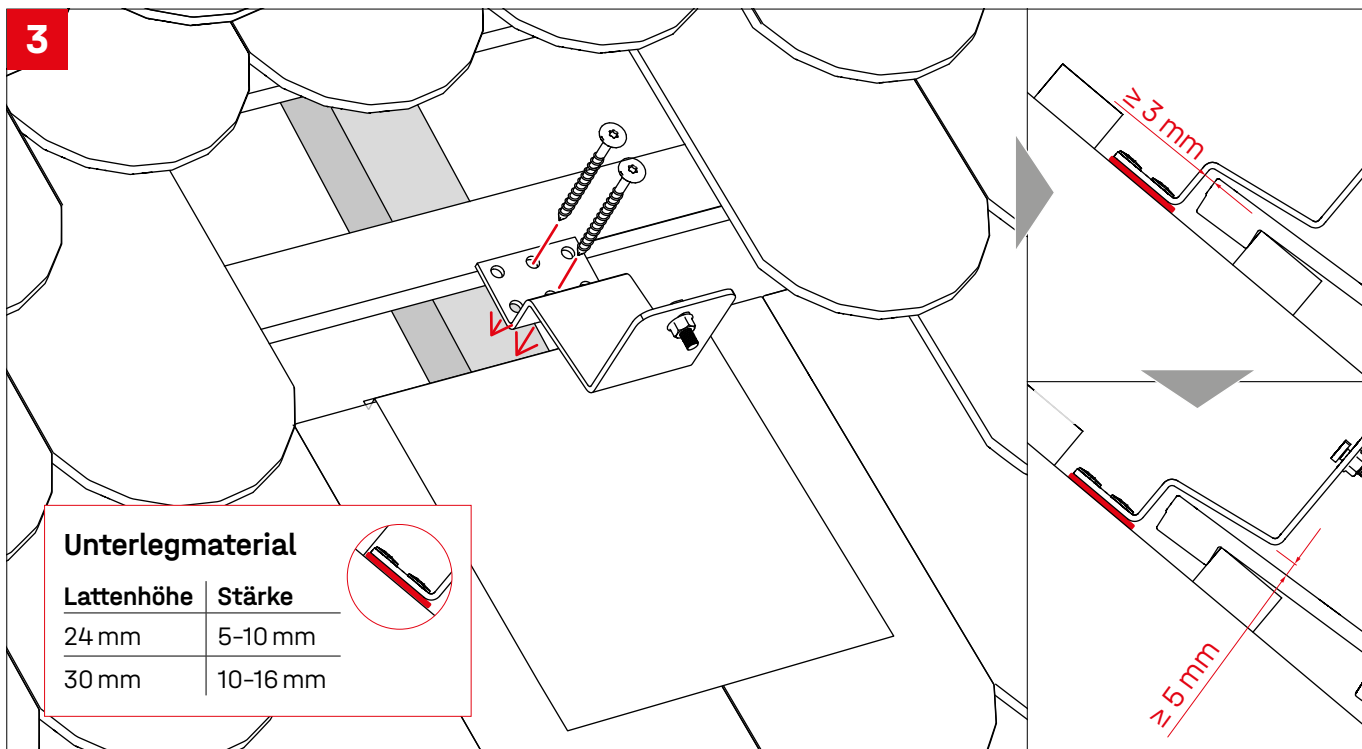 3
≥ 3 mm
≥ 5 mm
Unterlegmaterial
Lattenhöhe Stärke
24 mm 5–10 mm
30 mm 10–16 mm